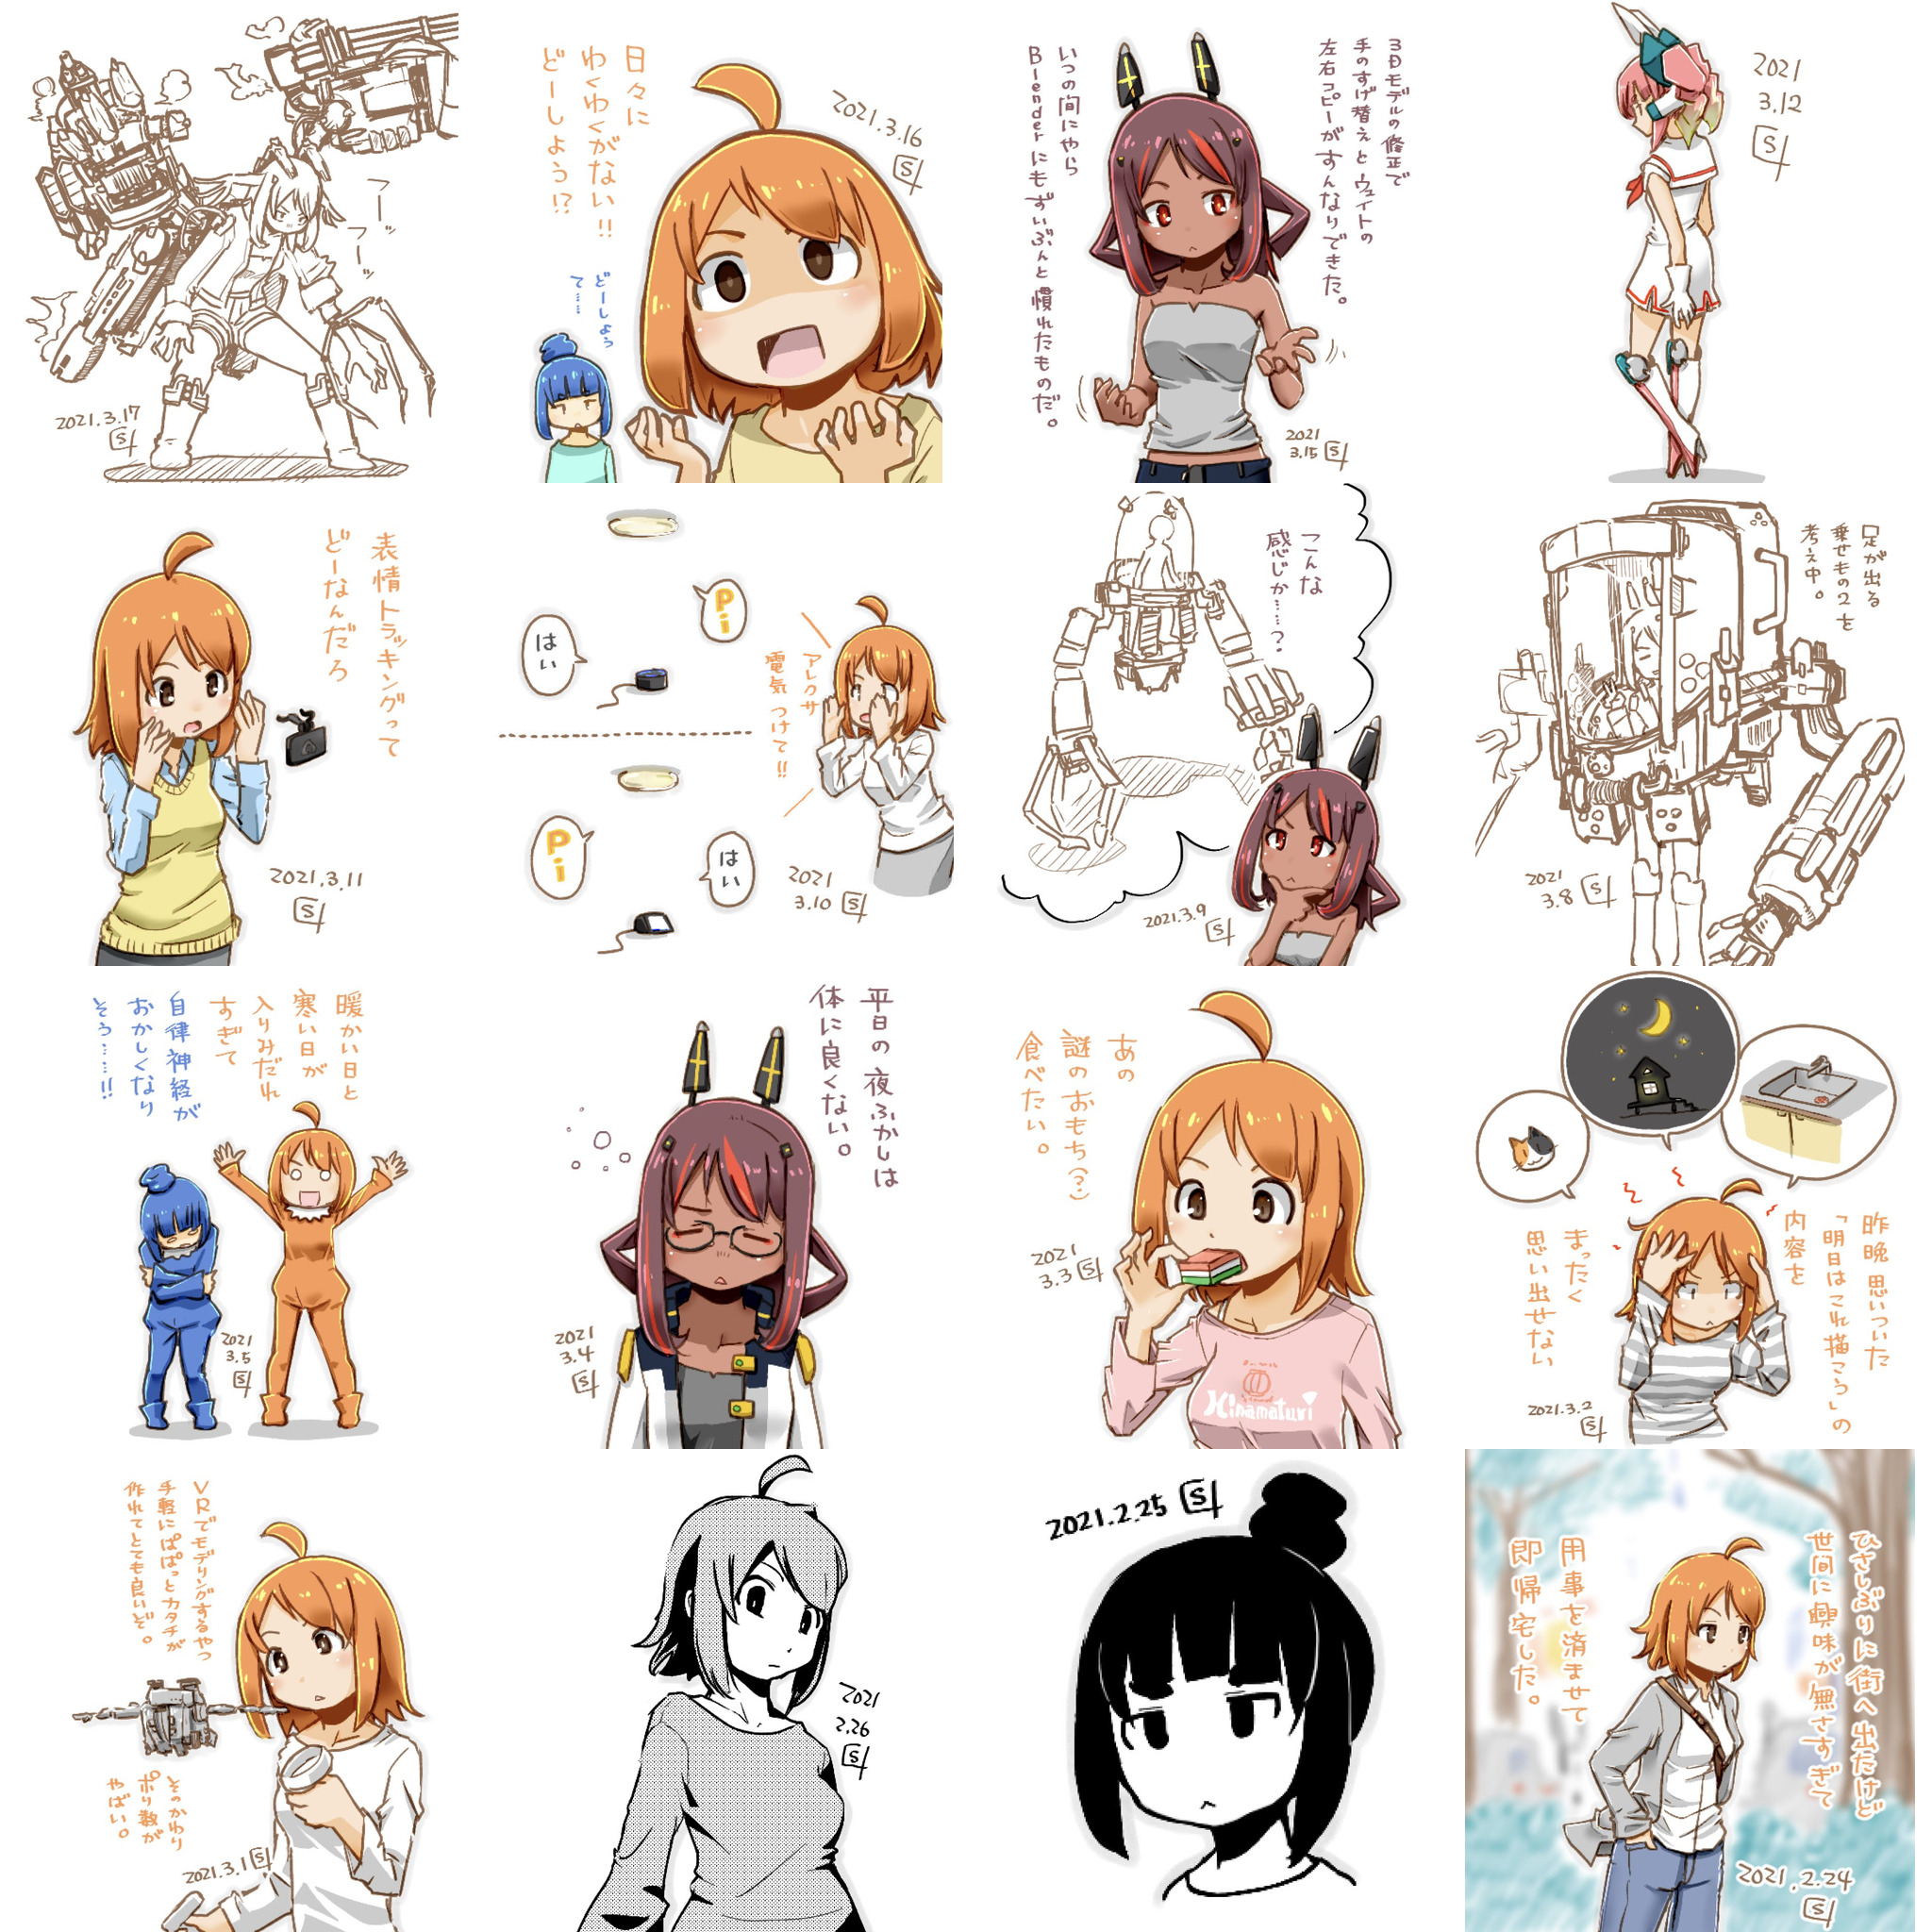 フーッ
フーッ
2021.3.17
S
日々に
わくわくがない!!
どーしよう!?
どーしよう
て……
2021.3.16
S
3Dモデルの修正で
手のすげ替えとウェイトの
左右コピーがすんなりできた。
いつの間にやら
Blenderにもずいぶんと慣れたものだ。
2021
3.15
S
2021
3.12
S
表情トラッキングって
どーなんだろ
2021.3.11
S
Pi
はい
アレクサ
電気つけて!!
Pi
はい
2021
3.10
S
こんな
感じか……?
2021.3.9
S
足が出る
乗せもの2を
考え中。
2021
3.8
S
暖かい日と
寒い日が
入りみだれ
すぎて
自律神経が
おかしくなり
そう……!!
2021
3.5
S
平日の夜ふかしは
体に良くない。
2021
3.4
S
あの
謎のおもち(?)
食べたい。
2021
3.3
S
Hinamaturi
昨晩思いついた
「明日はこれ描こう」の
内容を
まったく
思い出せない
2021.3.2
S
VRでモデリングするやつ
手軽にぱぱっとカタチが
作れてとても良いぞ。
そのかわり
ポリ数が
やばい。
2021.3.1
S
2021
2.26
S
2021.2.25
S
ひさしぶりに街へ出たけど
世間に興味が無さすぎて
用事を済ませて
即帰宅した。
2021.2.24
S